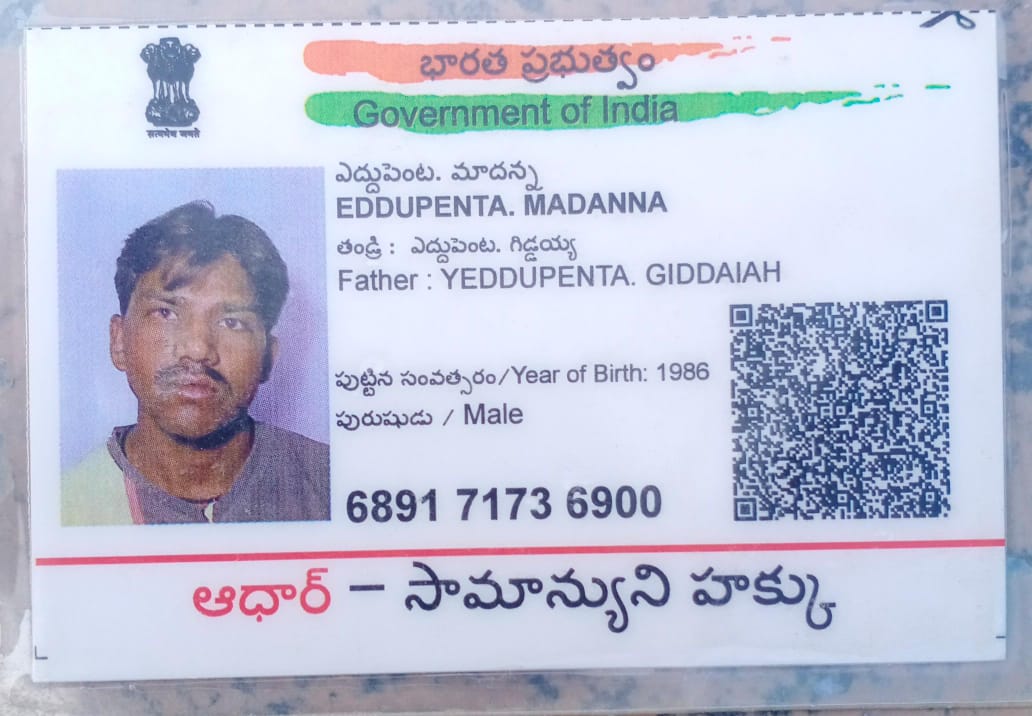 భారత ప్రభుత్వం
Government of India
सत्यमेव जयते
ఎద్దుపెంట. మాదన్న
EDDUPENTA. MADANNA
తండ్రి : ఎద్దుపెంట. గిడ్డయ్య
Father : YEDDUPENTA. GIDDAIAH
పుట్టిన సంవత్సరం/Year of Birth: 1986
పురుషుడు / Male
6891 7173 6900
ఆధార్ – సామాన్యుని హక్కు